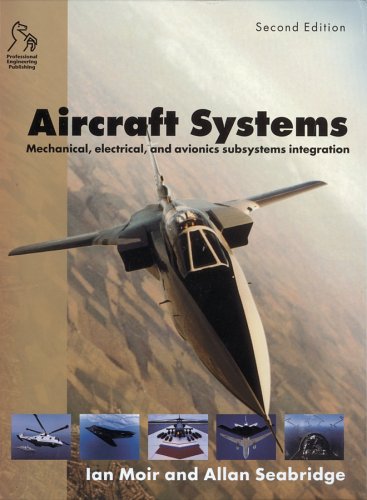 Professional
Engineering
Publishing
Second Edition
Aircraft Systems
Mechanical, electrical, and avionics subsystems integration
Ian Moir and Allan Seabridge